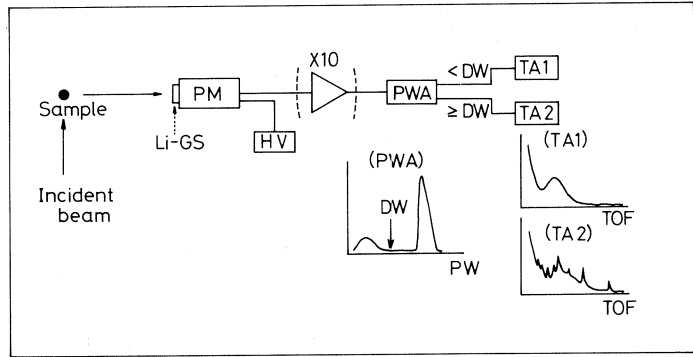 X10
<DW
TA1
PM
PWA
Sample
≥DW
TA2
Li-GS
HV
(PWA)
(TA1)
DW
TOF
Incident
beam
(TA2)
PW
TOF